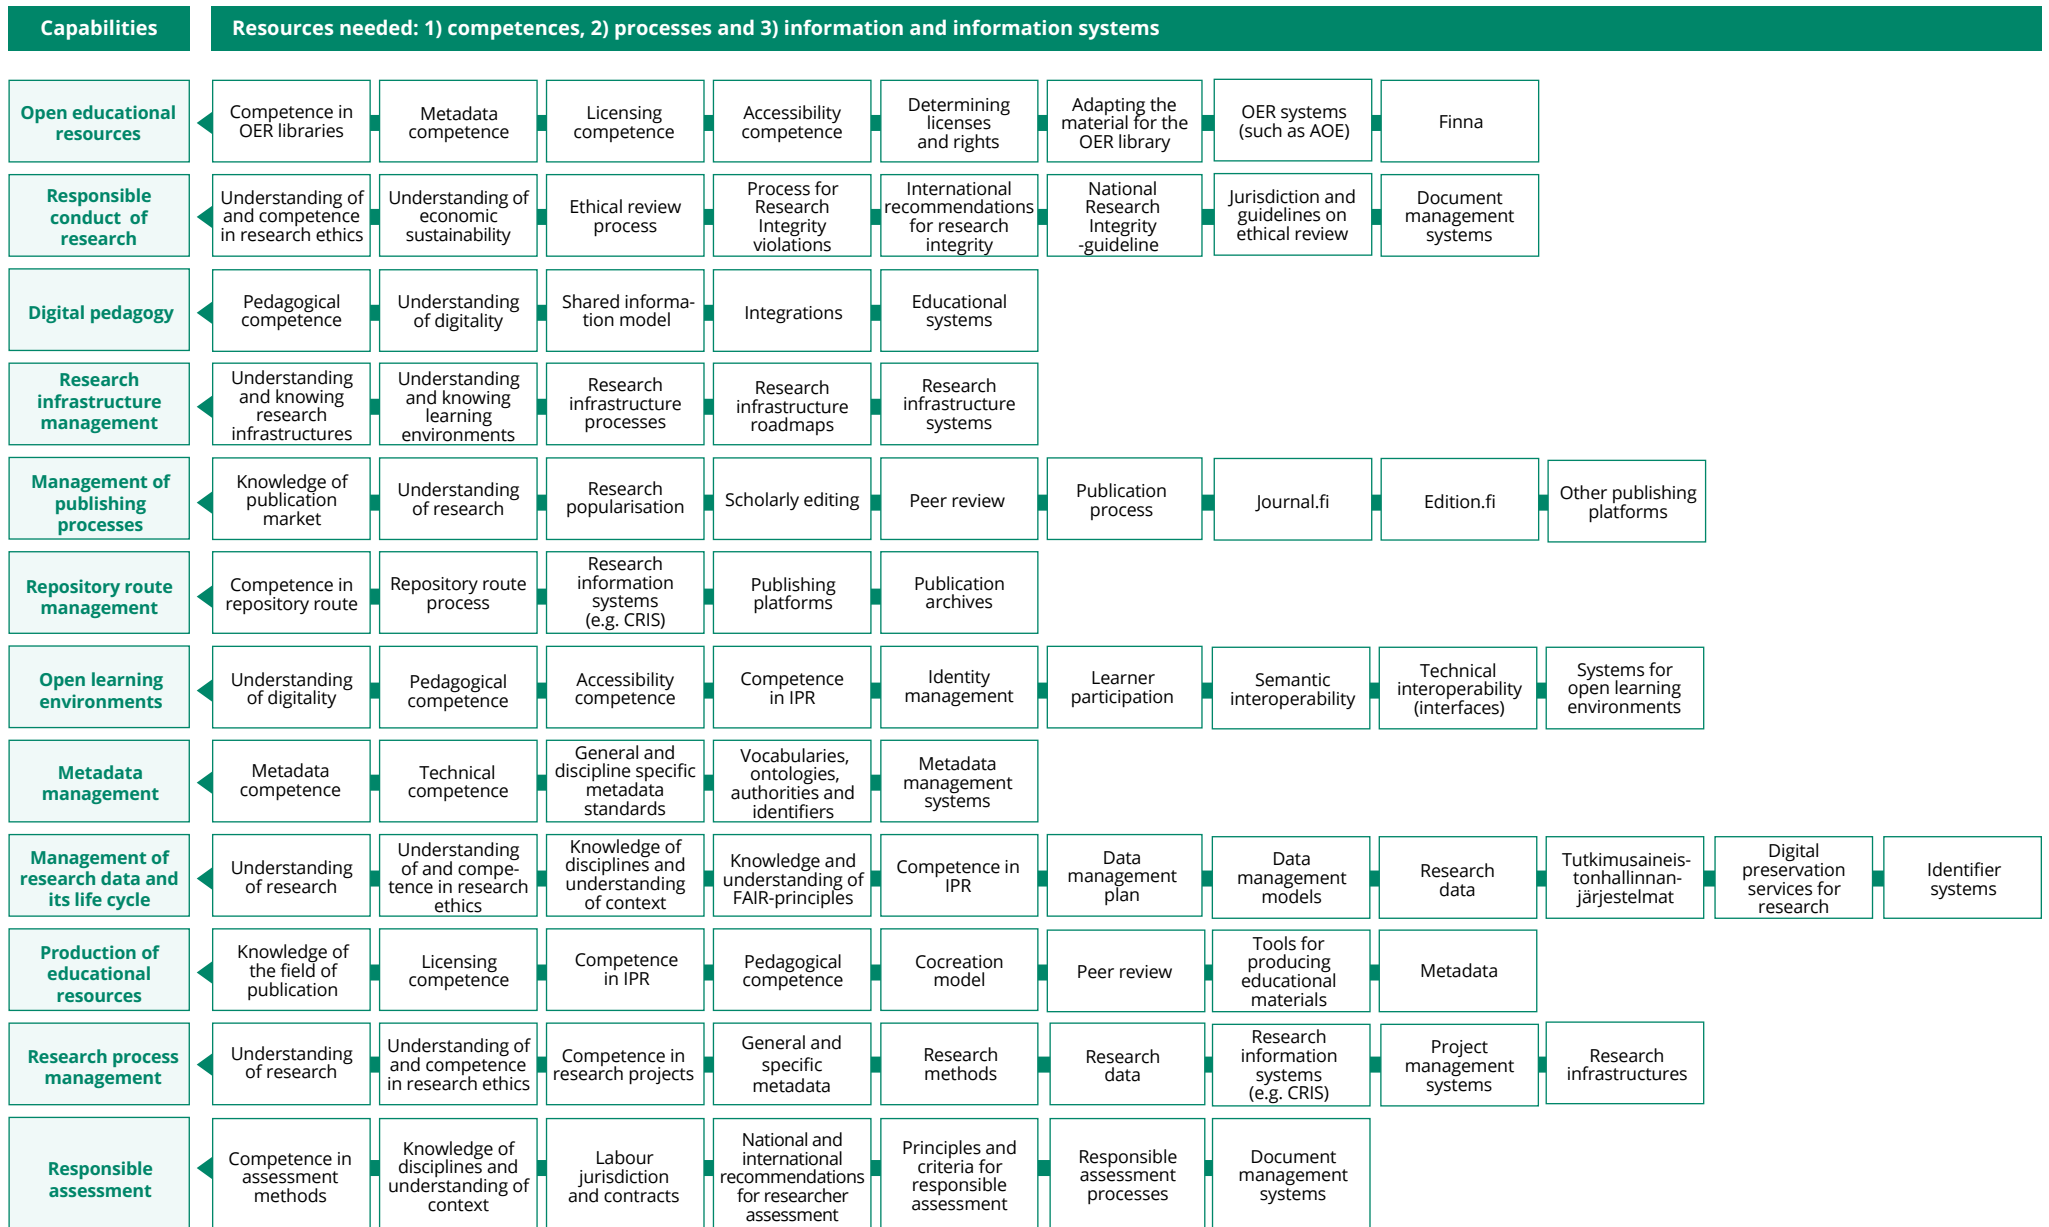 Capabilities
Resources needed: 1) competences, 2) processes and 3) information and information systems
Open educational
resources
Competence in
OER libraries
Metadata
competence
Licensing
competence
Accessibility
competence
Determining
licenses
and rights
Adapting the
material for the
OER library
OER systems
(such as AOE)
Finna
Responsible
conduct of
research
Understanding of
and competence
in research ethics
Understanding of
economic
sustainability
Ethical review
process
Process for
Research
Integrity
violations
International
recommendations
for research
integrity
National
Research
Integrity
-guideline
Jurisdiction and
guidelines on
ethical review
Document
management
systems
Digital pedagogy
Pedagogical
competence
Understanding
of digitality
Shared informa-
tion model
Integrations
Educational
systems
Research
infrastructure
management
Understanding
and knowing
research
infrastructures
Understanding
and knowing
learning
environments
Research
infrastructure
processes
Research
infrastructure
roadmaps
Research
infrastructure
systems
Management of
publishing
processes
Knowledge of
publication
market
Understanding
of research
Research
popularisation
Scholarly editing
Peer review
Publication
process
Journal.fi
Edition.fi
Other publishing
platforms
Repository route
management
Competence in
repository route
Repository route
process
Research
information
systems
(e.g. CRIS)
Publishing
platforms
Publication
archives
Open learning
environments
Understanding
of digitality
Pedagogical
competence
Accessibility
competence
Competence
in IPR
Identity
management
Learner
participation
Semantic
interoperability
Technical
interoperability
(interfaces)
Systems for
open learning
environments
Metadata
management
Metadata
competence
Technical
competence
General and
discipline specific
metadata
standards
Vocabularies,
ontologies,
authorities and
identifiers
Metadata
management
systems
Management of
research data and
its life cycle
Understanding
of research
Understanding
of and compe-
tence in research
ethics
Knowledge of
disciplines and
understanding
of context
Knowledge and
understanding of
FAIR-principles
Competence in
IPR
Data
management
plan
Data
management
models
Research
data
Tutkimusaineis-
tonhallinnan-
järjestelmat
Digital
preservation
services for
research
Identifier
systems
Production of
educational
resources
Knowledge of
the field of
publication
Licensing
competence
Competence
in IPR
Pedagogical
competence
Cocreation
model
Peer review
Tools for
producing
educational
materials
Metadata
Research process
management
Understanding
of research
Understanding of
and competence
in research ethics
Competence in
research projects
General and
specific
metadata
Research
methods
Research
data
Research
information
systems
(e.g. CRIS)
Project
management
systems
Research
infrastructures
Responsible
assessment
Competence in
assessment
methods
Knowledge of
disciplines and
understanding of
context
Labour
jurisdiction
and contracts
National and
international
recommendations
for researcher
assessment
Principles and
criteria for
responsible
assessment
Responsible
assessment
processes
Document
management
systems